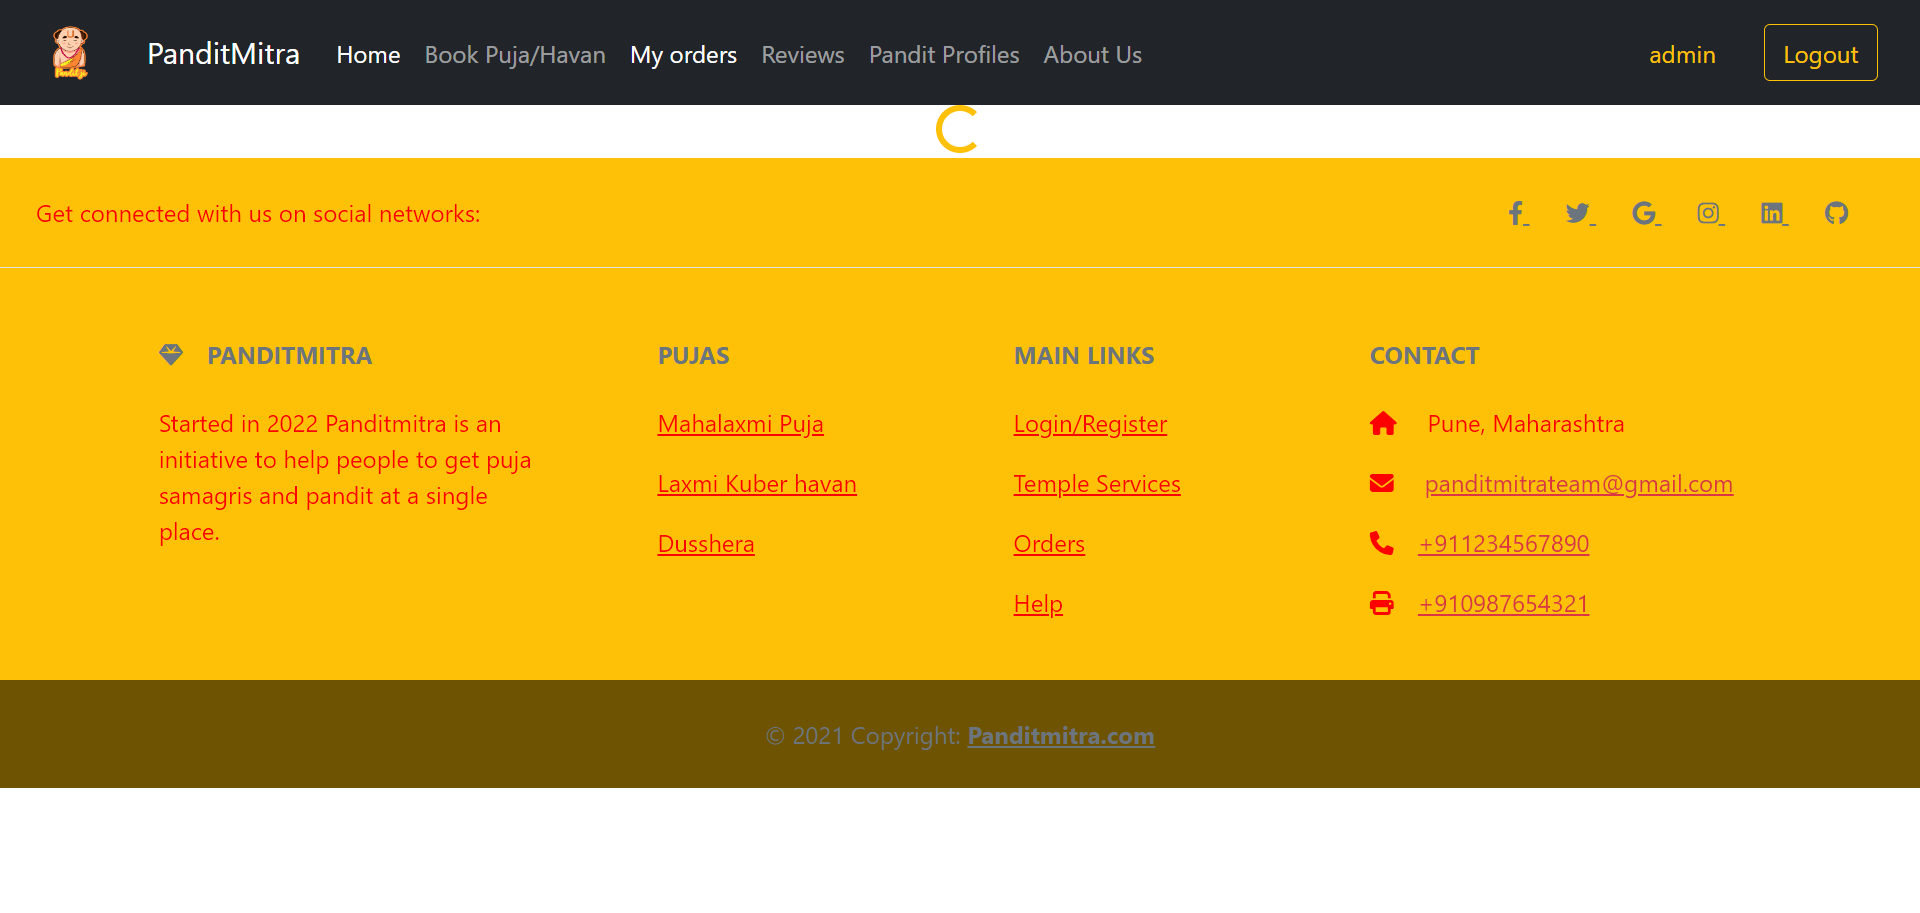 Panditji
PanditMitra Home Book Puja/Havan My orders Reviews Pandit Profiles About Us admin Logout
Get connected with us on social networks:
PANDITMITRA
Started in 2022 Panditmitra is an
initiative to help people to get puja
samagris and pandit at a single
place.
PUJAS
Mahalaxmi Puja
Laxmi Kuber havan
Dusshera
MAIN LINKS
Login/Register
Temple Services
Orders
Help
CONTACT
Pune, Maharashtra
panditmitrateam@gmail.com
+911234567890
+910987654321
© 2021 Copyright: Panditmitra.com